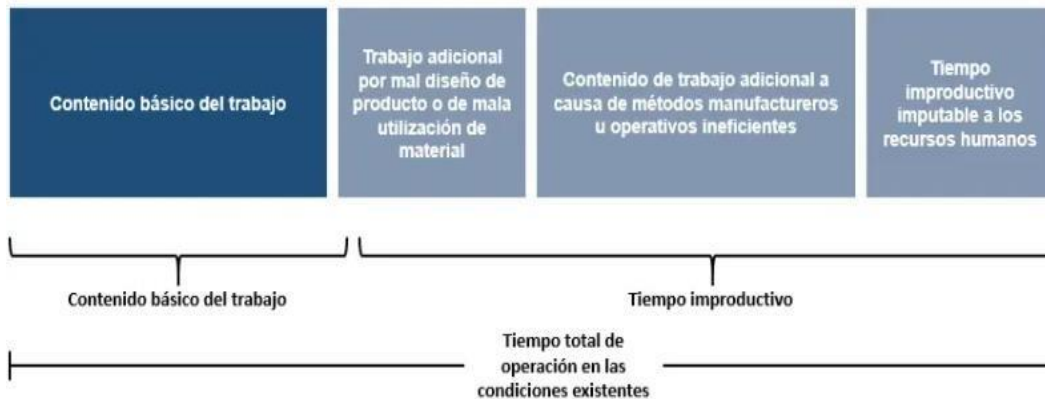 Contenido básico del trabajo
Trabajo adicional
por mal diseño de
producto o de mala
utilización de
material
Contenido de trabajo adicional a
causa de métodos manufactureros
u operativos ineficientes
Tiempo
improductivo
imputable a los
recursos humanos
Contenido básico del trabajo
Tiempo improductivo
Tiempo total de
operación en las
condiciones existentes